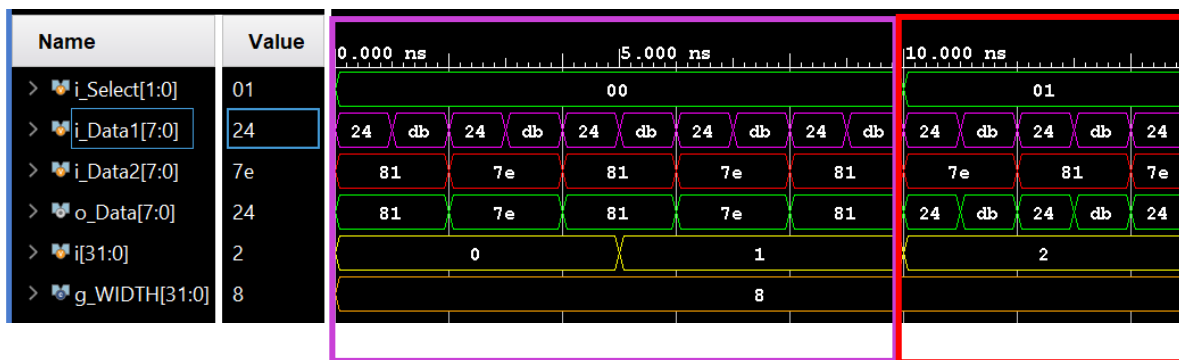 Name Value 0.000 ns 5.000 ns 10.000 ns
i_Select[1:0] 01 00 01
i_Data1[7:0] 24 24 db 24 db 24 db 24 db 24 db 24 db 24 db 24
i_Data2[7:0] 7e 81 7e 81 7e 81 7e 81 7e
o_Data[7:0] 24 81 7e 81 7e 81 24 db 24 db 24
i[31:0] 2 0 1 2
g_WIDTH[31:0] 8 8